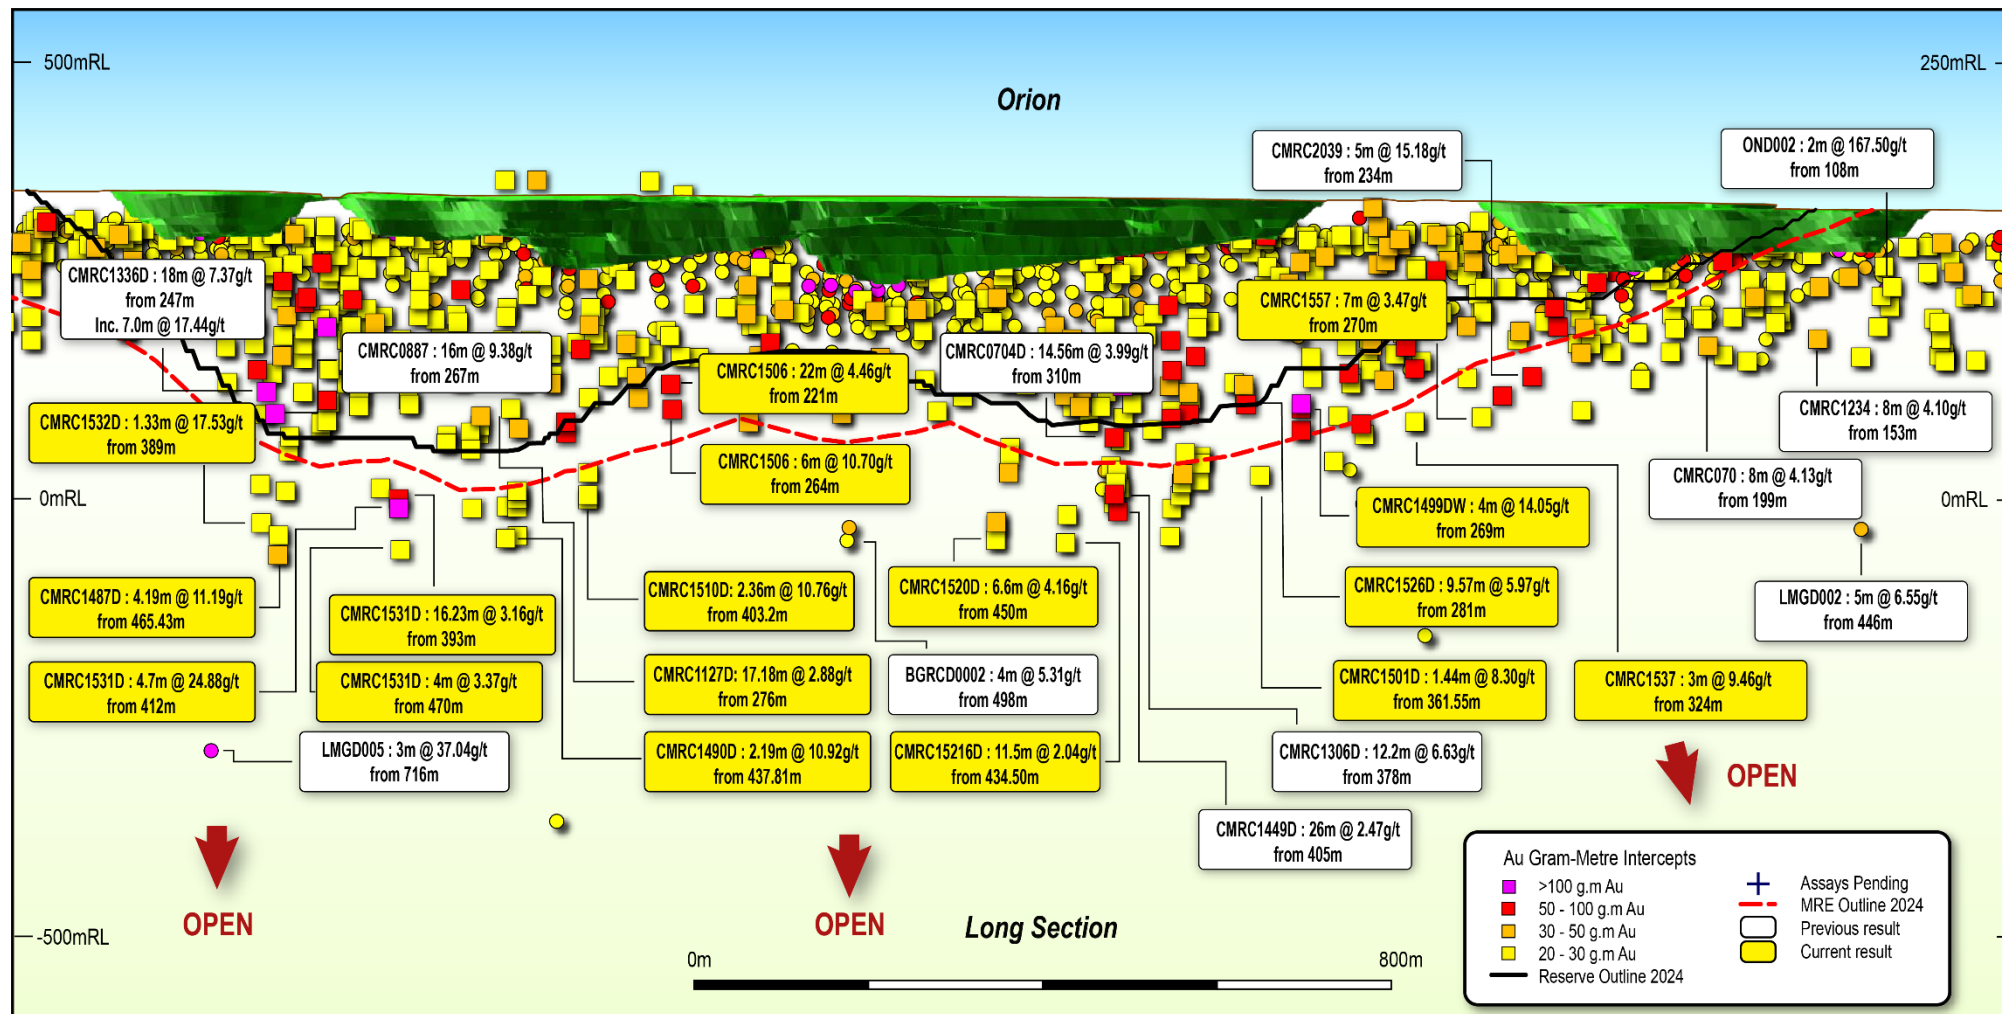 500mRL
250mRL
Orion
CMRC2039 : 5m @ 15.18g/t
from 234m
OND002 : 2m @ 167.50g/t
from 108m
CMRC1336D : 18m @ 7.37g/t
from 247m
Inc. 7.0m @ 17.44g/t
CMRC1557 : 7m @ 3.47g/t
from 270m
CMRC0887 : 16m @ 9.38g/t
from 267m
CMRC1506 : 22m @ 4.46g/t
from 221m
CMRC0704D : 14.56m @ 3.99g/t
from 310m
CMRC1532D : 1.33m @ 17.53g/t
from 389m
CMRC1234 : 8m @ 4.10g/t
from 153m
CMRC1506 : 6m @ 10.70g/t
from 264m
CMRC070 : 8m @ 4.13g/t
from 199m
0mRL
0mRL
CMRC1499DW : 4m @ 14.05g/t
from 269m
CMRC1487D : 4.19m @ 11.19g/t
from 465.43m
CMRC1531D : 16.23m @ 3.16g/t
from 393m
CMRC1510D : 2.36m @ 10.76g/t
from 403.2m
CMRC1520D : 6.6m @ 4.16g/t
from 450m
CMRC1526D : 9.57m @ 5.97g/t
from 281m
LMGD002 : 5m @ 6.55g/t
from 446m
CMRC1531D : 4.7m @ 24.88g/t
from 412m
CMRC1531D : 4m @ 3.37g/t
from 470m
CMRC1127D: 17.18m @ 2.88g/t
from 276m
BGRCD0002 : 4m @ 5.31g/t
from 498m
CMRC1501D : 1.44m @ 8.30g/t
from 361.55m
CMRC1537 : 3m @ 9.46g/t
from 324m
LMGD005 : 3m @ 37.04g/t
from 716m
CMRC1490D : 2.19m @ 10.92g/t
from 437.81m
CMRC15216D : 11.5m @ 2.04g/t
from 434.50m
CMRC1306D : 12.2m @ 6.63g/t
from 378m
OPEN
CMRC1449D : 26m @ 2.47g/t
from 405m
OPEN
OPEN
Long Section
-500mRL
0m
800m
Au Gram-Metre Intercepts
>100 g.m Au
50 - 100 g.m Au
30 - 50 g.m Au
20 - 30 g.m Au
Reserve Outline 2024
Assays Pending
MRE Outline 2024
Previous result
Current result